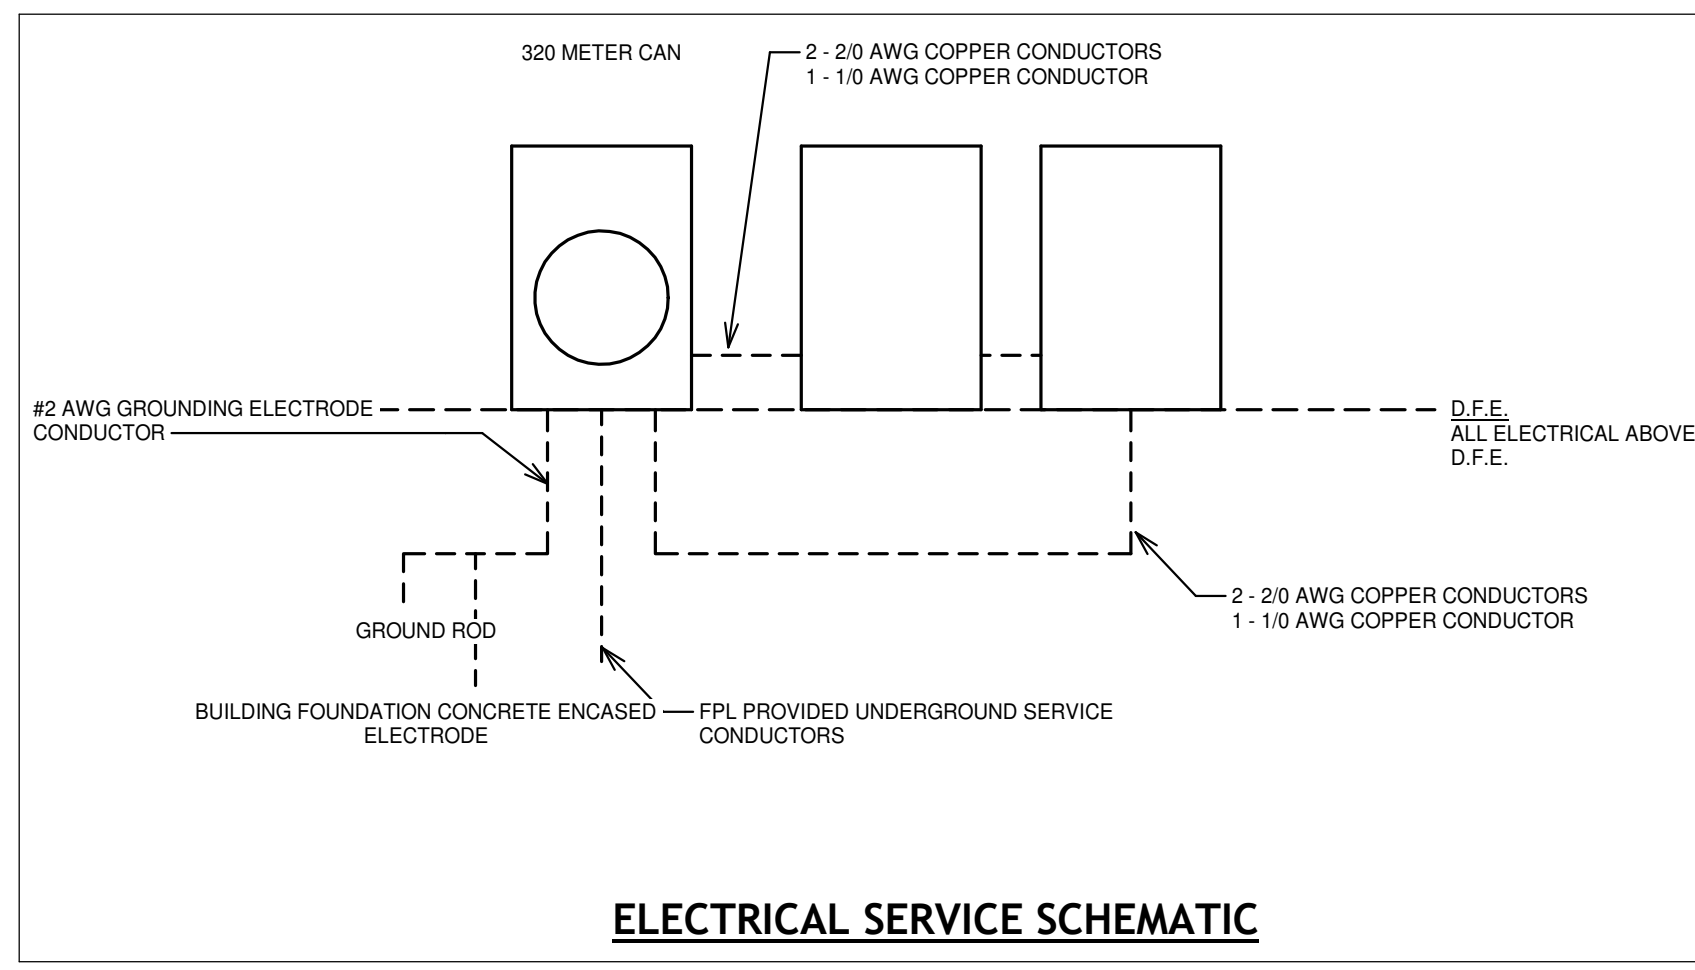 320 METER CAN
2 - 2/0 AWG COPPER CONDUCTORS
1 - 1/0 AWG COPPER CONDUCTOR
#2 AWG GROUNDING ELECTRODE
CONDUCTOR
D.F.E.
ALL ELECTRICAL ABOVE
D.F.E.
2 - 2/0 AWG COPPER CONDUCTORS
1 - 1/0 AWG COPPER CONDUCTOR
GROUND ROD
BUILDING FOUNDATION CONCRETE ENCASED
ELECTRODE
FPL PROVIDED UNDERGROUND SERVICE
CONDUCTORS
ELECTRICAL SERVICE SCHEMATIC